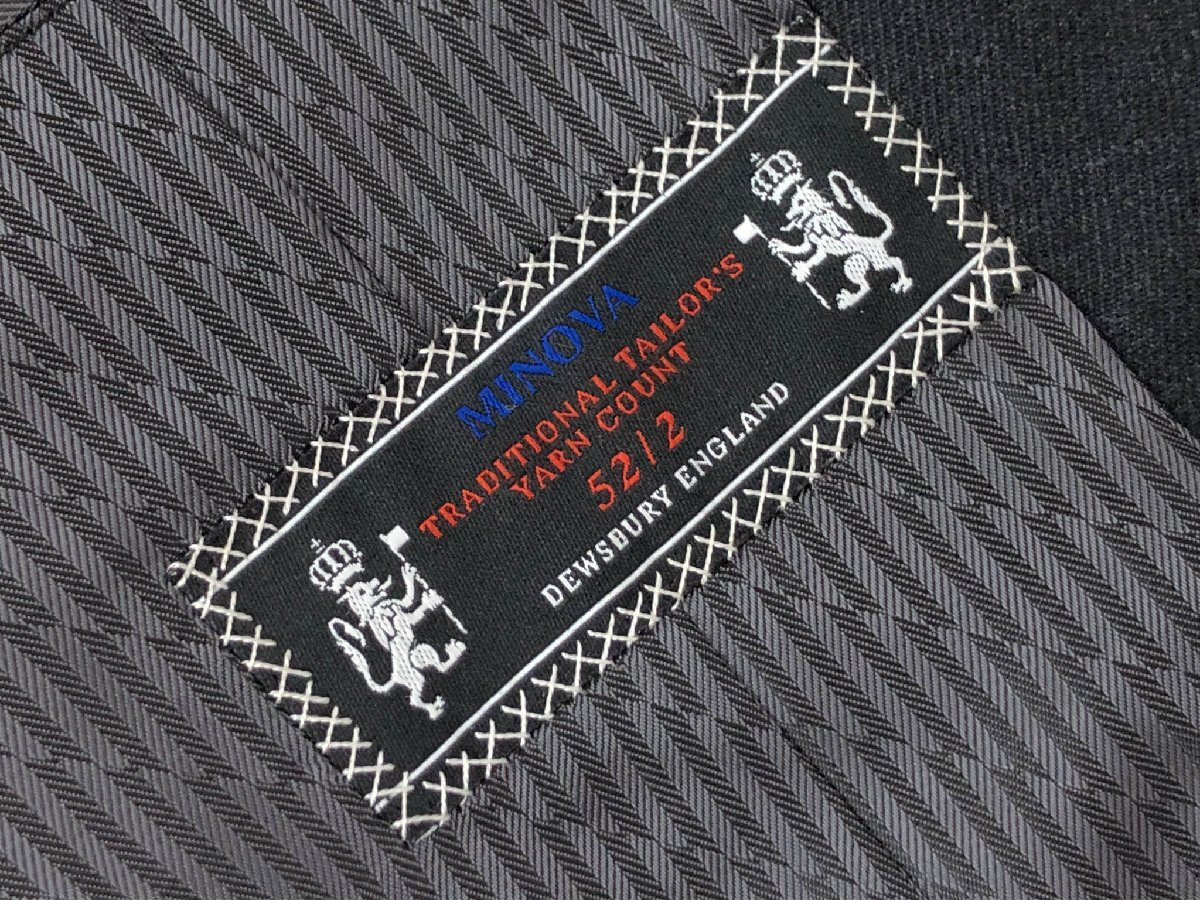 MINOVA
TRADITIONAL TAILOR'S
YARN COUNT
52/2
DEWSBURY ENGLAND